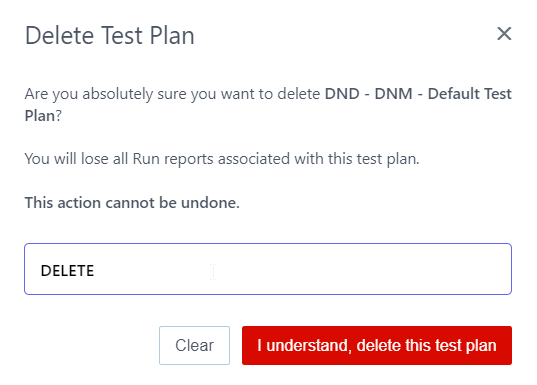 Delete Test Plan
Are you absolutely sure you want to delete DND - DNM - Default Test
Plan?
You will lose all Run reports associated with this test plan.
This action cannot be undone.
DELETE
Clear
I understand, delete this test plan